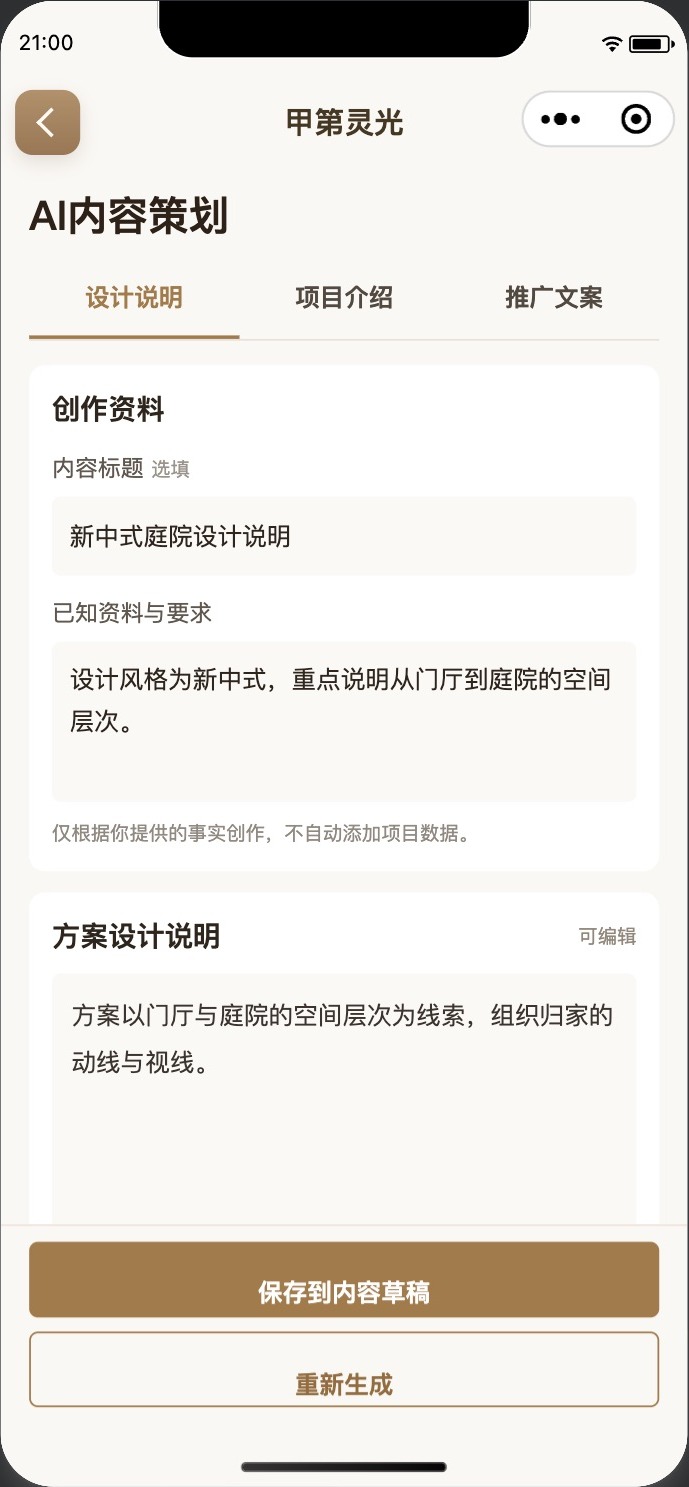 21:00
甲第灵光
AI内容策划
设计说明
项目介绍
推广文案
创作资料
内容标题 选填
新中式庭院设计说明
已知资料与要求
设计风格为新中式，重点说明从门厅到庭院的空间
层次。
仅根据你提供的事实创作，不自动添加项目数据。
方案设计说明
可编辑
方案以门厅与庭院的空间层次为线索，组织归家的
动线与视线。
保存到内容草稿
重新生成